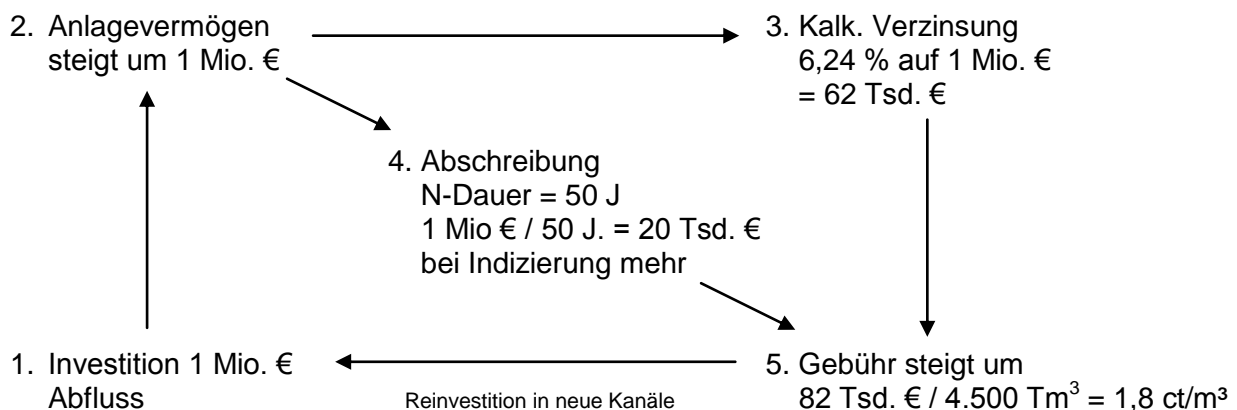 2. Anlagevermögen
steigt um 1 Mio. €
3. Kalk. Verzinsung
6,24 % auf 1 Mio. €
= 62 Tsd. €
4. Abschreibung
N-Dauer = 50 J
1 Mio € / 50 J. = 20 Tsd. €
bei Indizierung mehr
1. Investition 1 Mio. €
Abfluss
Reinvestition in neue Kanäle
5. Gebühr steigt um
82 Tsd. € / 4.500 Tm³ = 1,8 ct/m³